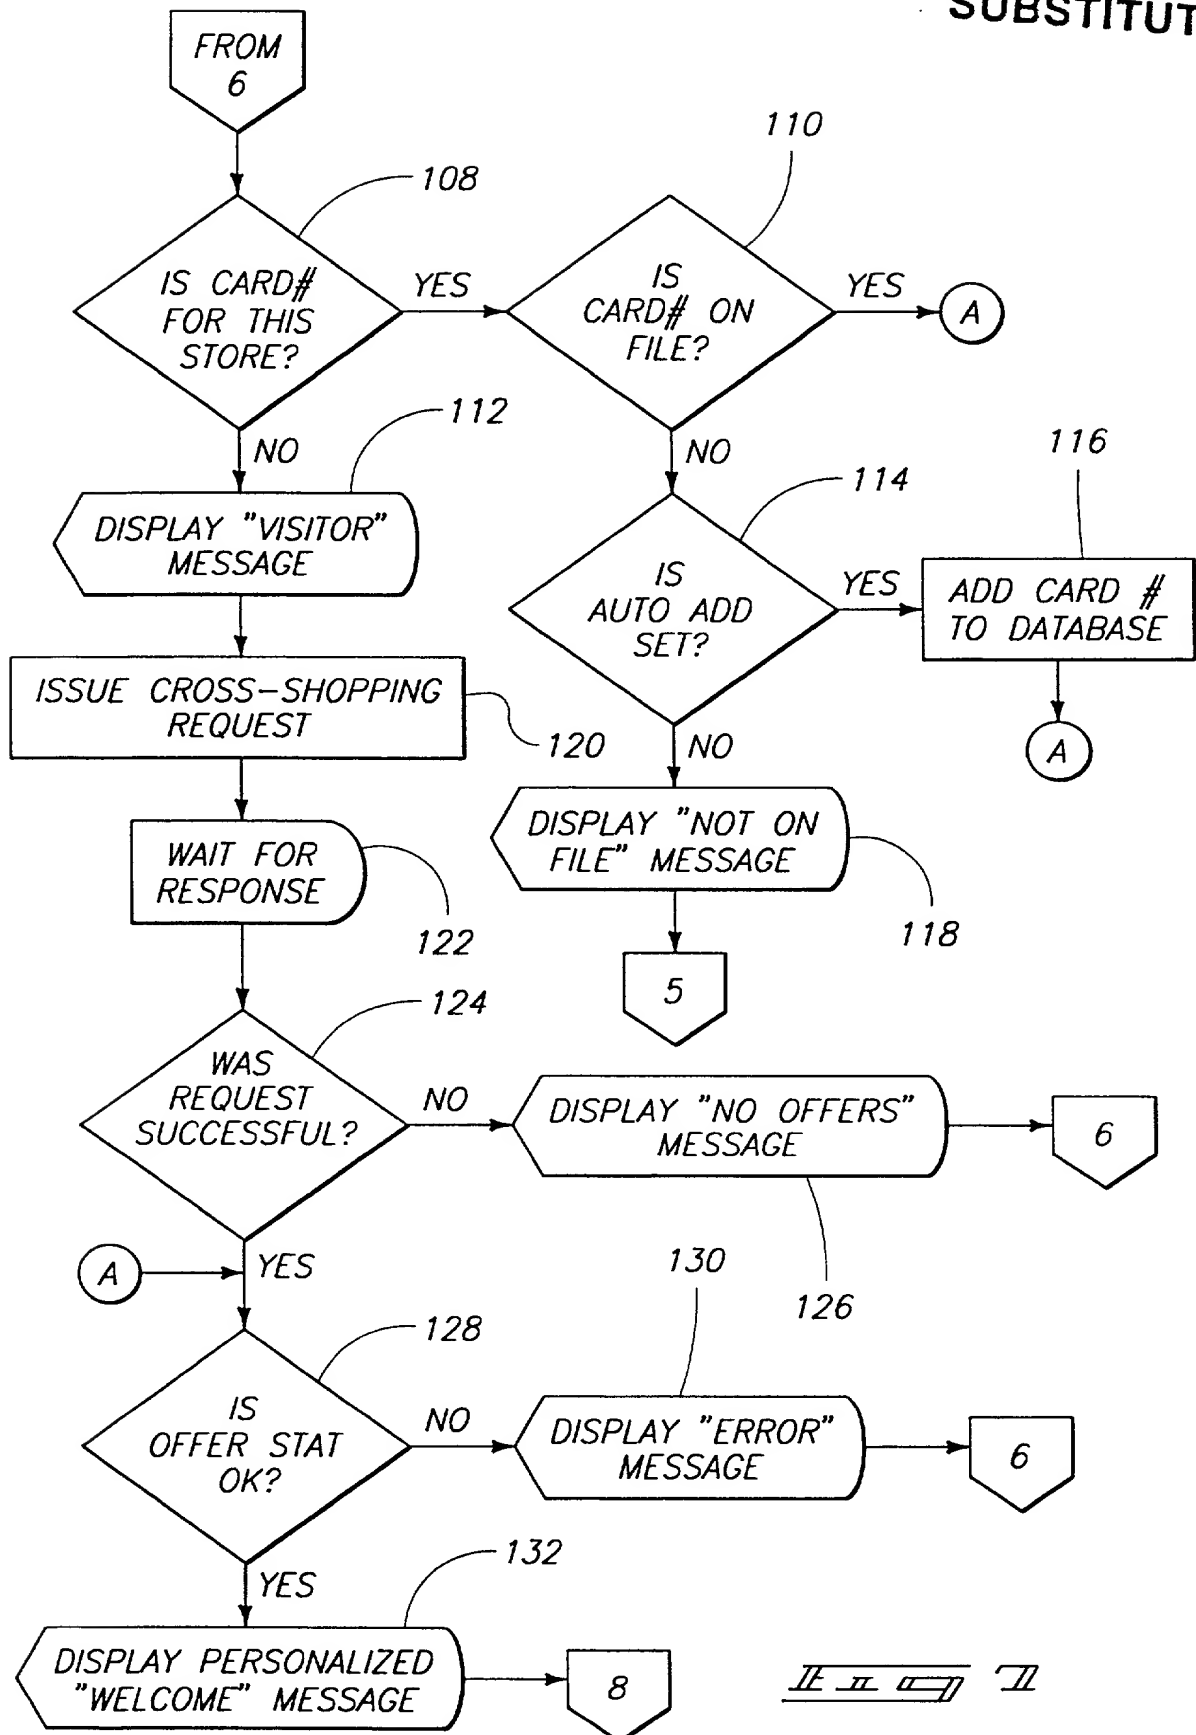 SUBSTITUT
FROM
6
110
108
IS CARD#
FOR THIS
STORE?
YES
IS
CARD# ON
FILE?
YES
A
NO
112
NO
116
114
DISPLAY "VISITOR"
MESSAGE
IS
AUTO ADD
SET?
YES
ADD CARD #
TO DATABASE
ISSUE CROSS-SHOPPING
REQUEST
120
NO
A
DISPLAY "NOT ON
FILE" MESSAGE
WAIT FOR
RESPONSE
122
118
5
124
WAS
REQUEST
SUCCESSFUL?
NO
DISPLAY "NO OFFERS"
MESSAGE
6
A
YES
130
126
128
IS
OFFER STAT
OK?
NO
DISPLAY "ERROR"
MESSAGE
6
YES
132
DISPLAY PERSONALIZED
"WELCOME" MESSAGE
8
Fig 7